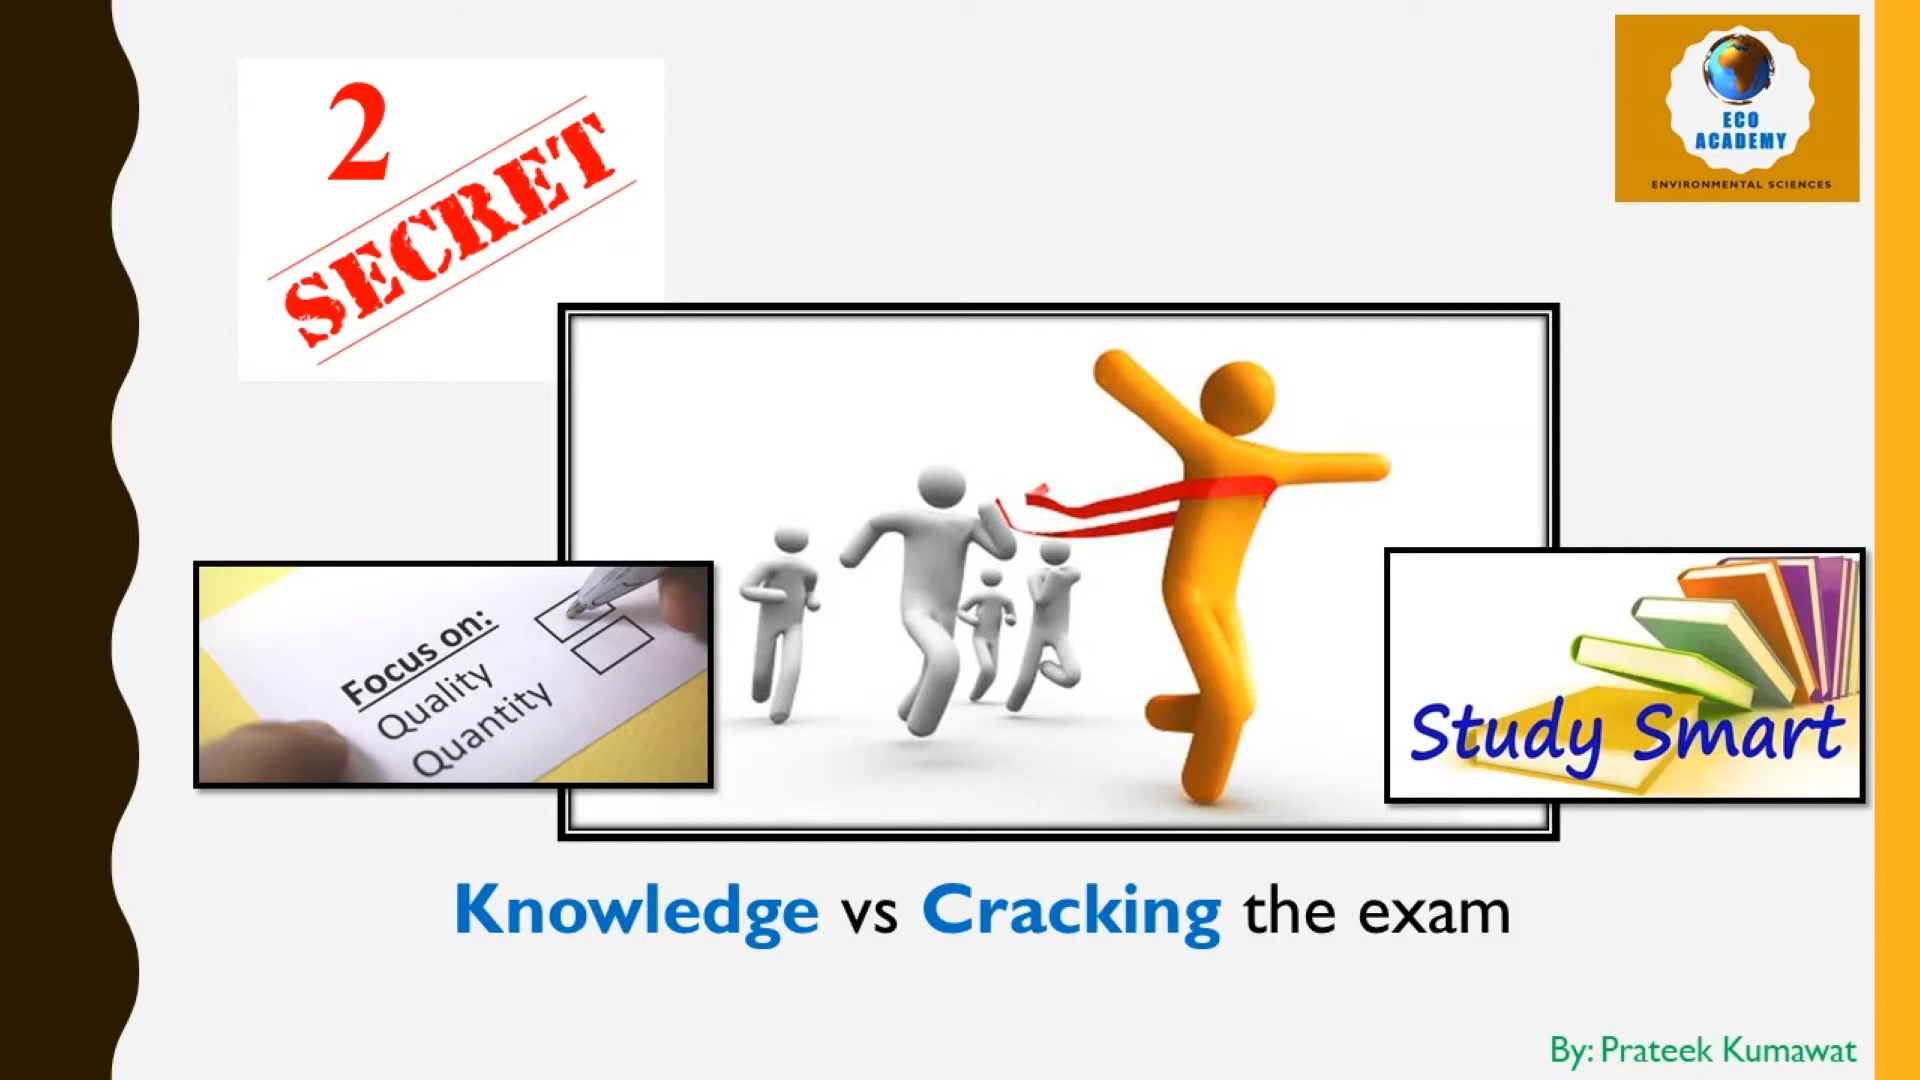 2
SECRET
ECO
ACADEMY
ENVIRONMENTAL SCIENCES
Focus on:
Quality
Quantity
Study Smart
Knowledge vs Cracking the exam
By: Prateek Kumawat